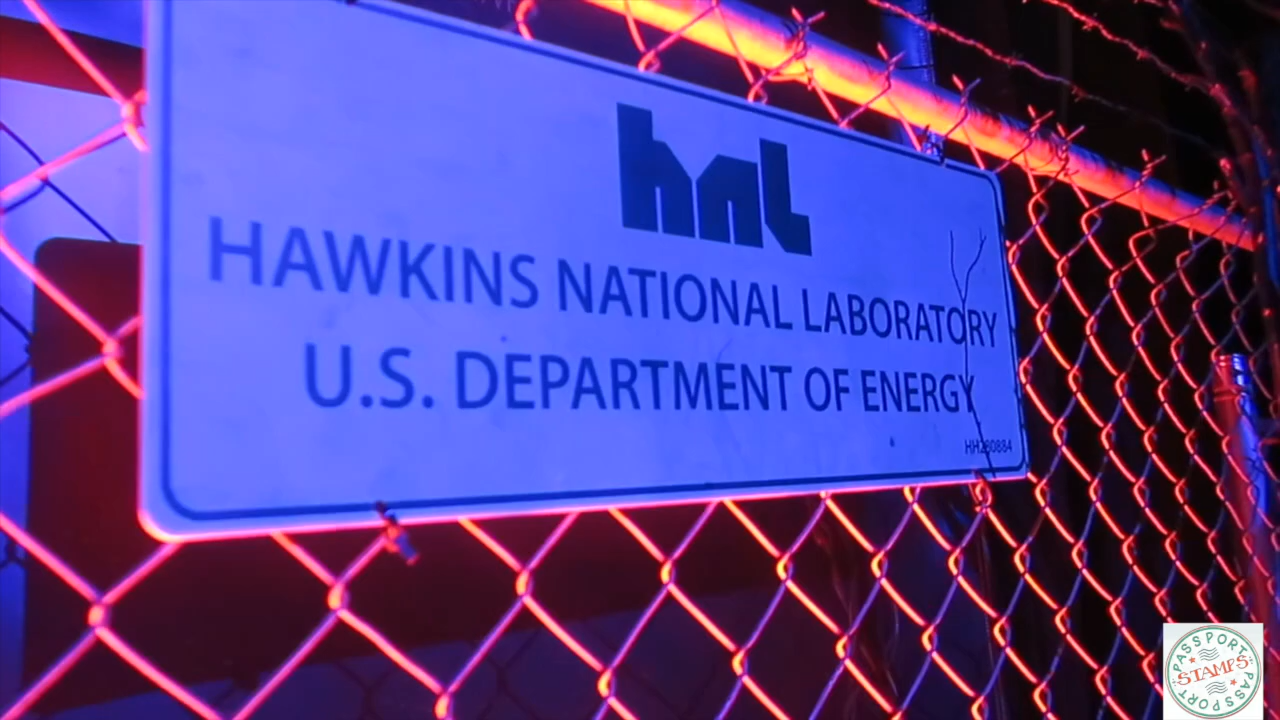 hnl
HAWKINS NATIONAL LABORATORY
U.S. DEPARTMENT OF ENERGY
PASSPORT
STAMPS
PASSPORT